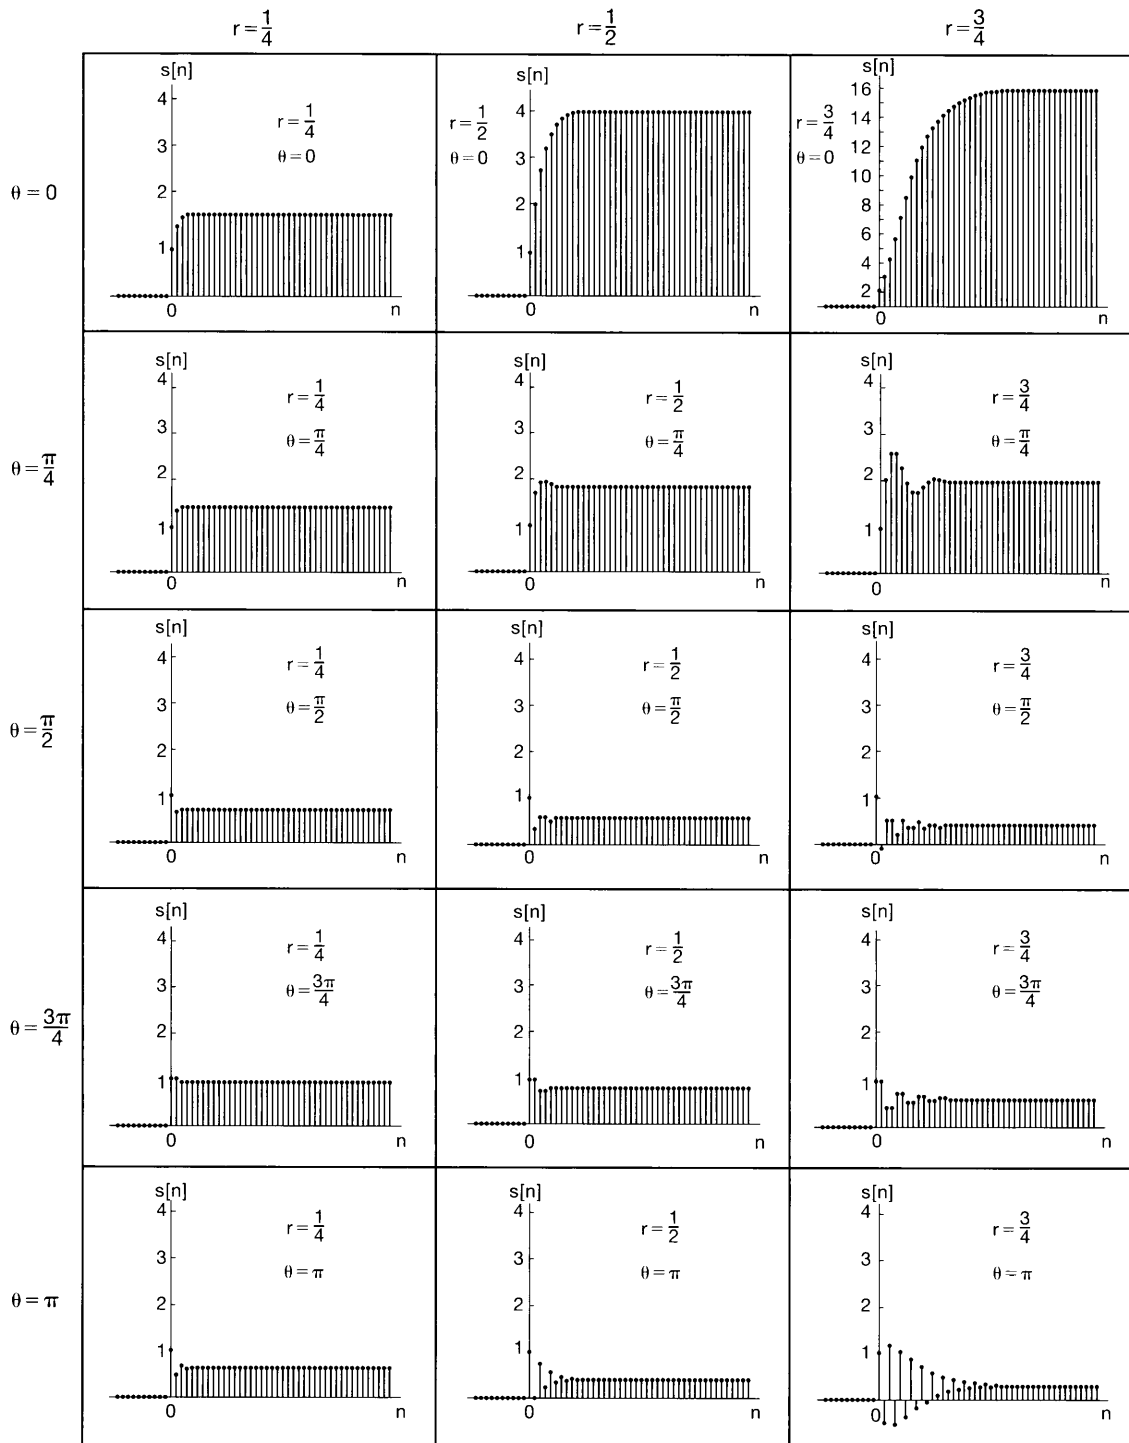 r = 1/4 r = 1/2 r = 3/4
θ = 0
s[n]
4
3
2
1
0
n
r = 1/4
θ = 0
s[n]
4
3
2
1
0
n
r = 1/2
θ = 0
s[n]
16
14
12
10
8
6
4
2
0
n
r = 3/4
θ = 0
θ = π/4
s[n]
4
3
2
1
0
n
r = 1/4
θ = π/4
s[n]
4
3
2
1
0
n
r = 1/2
θ = π/4
s[n]
4
3
2
1
0
n
r = 3/4
θ = π/4
θ = π/2
s[n]
4
3
2
1
0
n
r = 1/4
θ = π/2
s[n]
4
3
2
1
0
n
r = 1/2
θ = π/2
s[n]
4
3
2
1
0
n
r = 3/4
θ = π/2
θ = 3π/4
s[n]
4
3
2
1
0
n
r = 1/4
θ = 3π/4
s[n]
4
3
2
1
0
n
r = 1/2
θ = 3π/4
s[n]
4
3
2
1
0
n
r = 3/4
θ = 3π/4
θ = π
s[n]
4
3
2
1
0
n
r = 1/4
θ = π
s[n]
4
3
2
1
0
n
r = 1/2
θ = π
s[n]
4
3
2
1
0
n
r = 3/4
θ = π